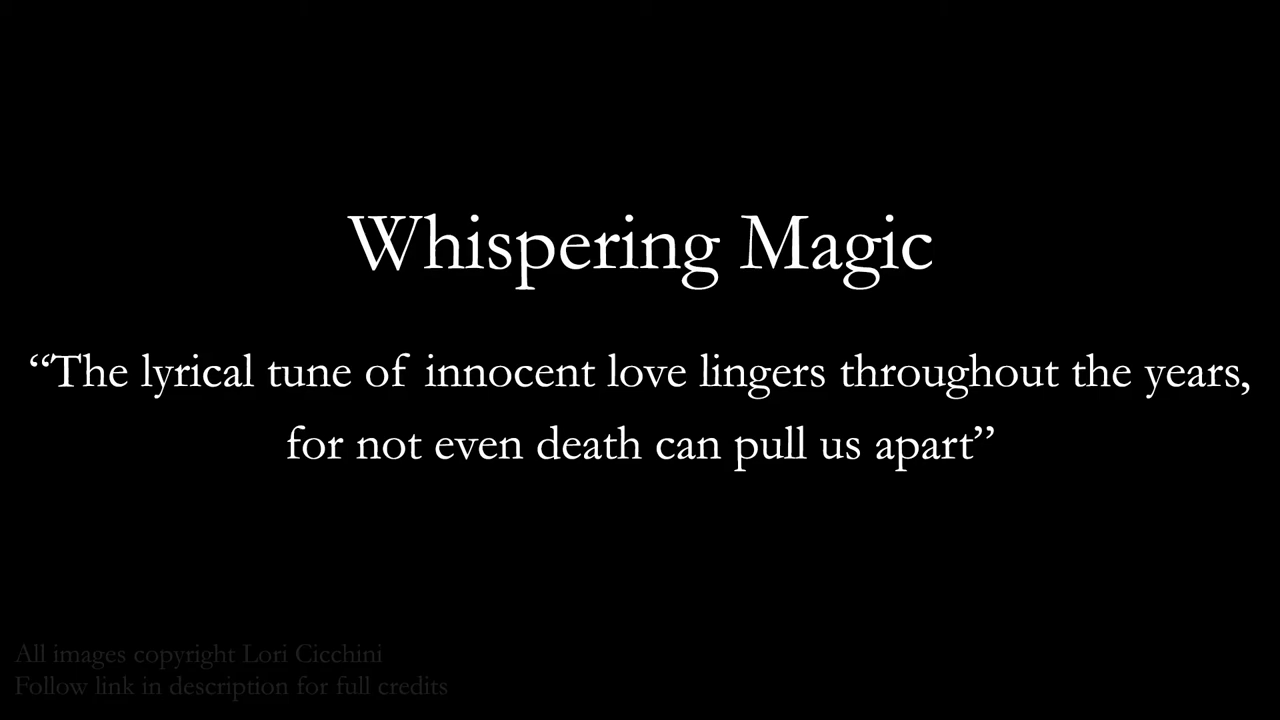 Whispering Magic
“The lyrical tune of innocent love lingers throughout the years,
for not even death can pull us apart”
All images copyright Lori Cicchini
Follow link in description for full credits